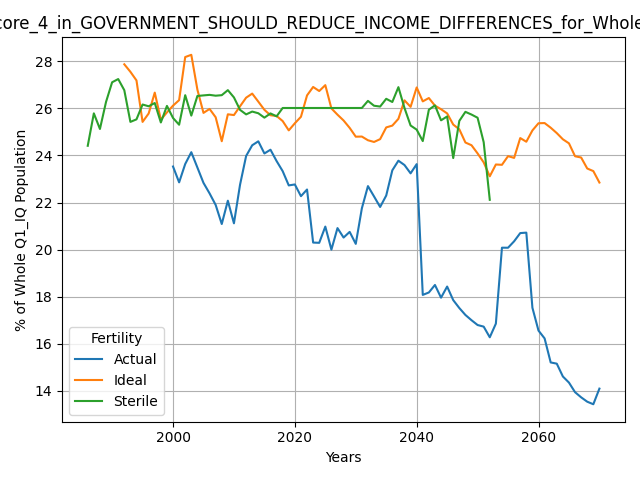 core_4_in_GOVERNMENT_SHOULD_REDUCE_INCOME_DIFFERENCES_for_Whole
% of Whole Q1_IQ Population
28
26
24
22
20
18
16
14
Fertility
Actual
Ideal
Sterile
2000 2020 2040 2060
Years